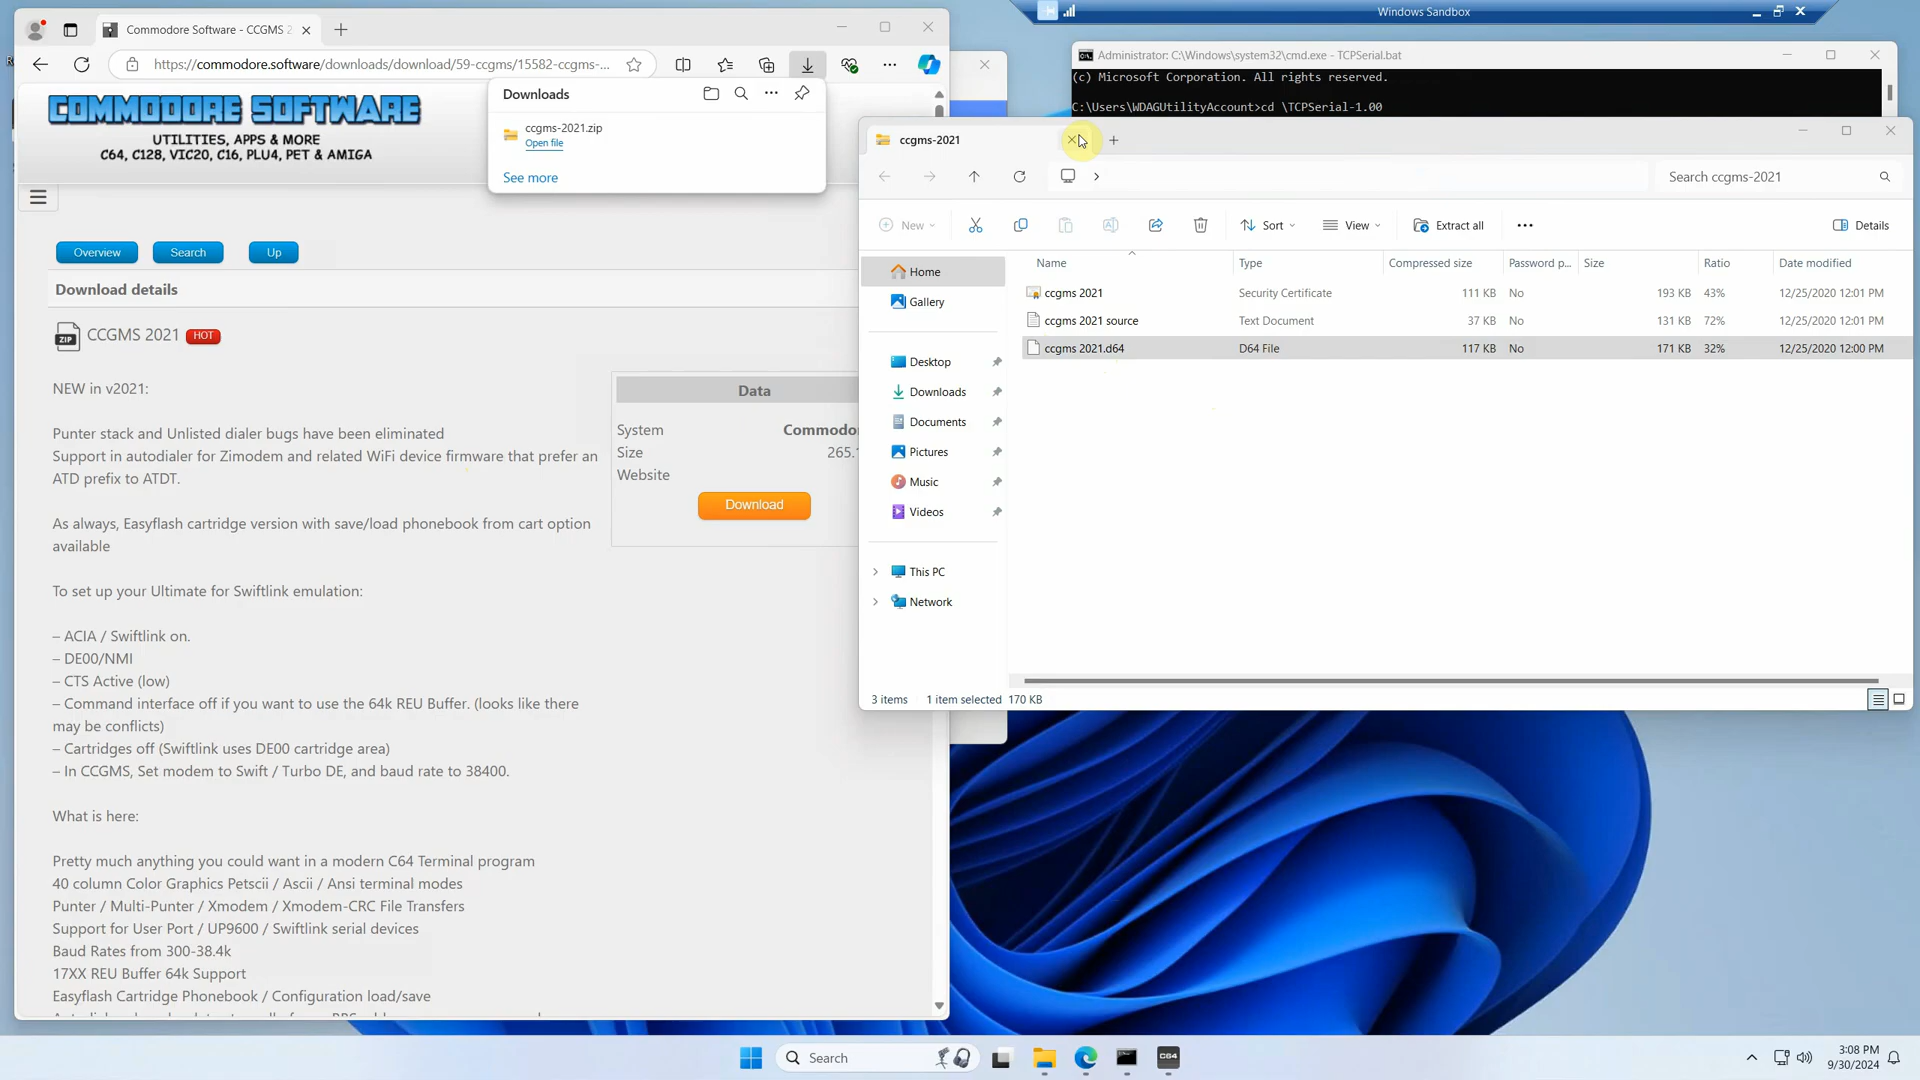 Windows Sandbox
Commodore Software - CCGMS 2
https://commodore.software/downloads/download/59-ccgms/15582-ccgms-...
Administrator: C:\Windows\system32\cmd.exe - TCPSerial.bat
(c) Microsoft Corporation. All rights reserved.
C:\Users\WDAGUtilityAccount>cd \TCPSerial-1.00
COMMODORE SOFTWARE
UTILITIES, APPS & MORE
C64, C128, VIC20, C16, PLU4, PET & AMIGA
Downloads
ccgms-2021.zip
Open file
See more
Overview
Search
Up
Download details
ZIP
CCGMS 2021
HOT
NEW in v2021:
Punter stack and Unlisted dialer bugs have been eliminated
Support in autodialer for Zimodem and related WiFi device firmware that prefer an
ATD prefix to ATDT.
As always, Easyflash cartridge version with save/load phonebook from cart option
available
To set up your Ultimate for Swiftlink emulation:
– ACIA / Swiftlink on.
– DE00/NMI
– CTS Active (low)
– Command interface off if you want to use the 64k REU Buffer. (looks like there
may be conflicts)
– Cartridges off (Swiftlink uses DE00 cartridge area)
– In CCGMS, Set modem to Swift / Turbo DE, and baud rate to 38400.
What is here:
Pretty much anything you could want in a modern C64 Terminal program
40 column Color Graphics Petscii / Ascii / Ansi terminal modes
Punter / Multi-Punter / Xmodem / Xmodem-CRC File Transfers
Support for User Port / UP9600 / Swiftlink serial devices
Baud Rates from 300-38.4k
17XX REU Buffer 64k Support
Easyflash Cartridge Phonebook / Configuration load/save
Data
System Commodo
Size 265.
Website
Download
ccgms-2021
Search ccgms-2021
New
Sort
View
Extract all
Details
Name Type Compressed size Password p... Size Ratio Date modified
ccgms 2021 Security Certificate 111 KB No 193 KB 43% 12/25/2020 12:01 PM
ccgms 2021 source Text Document 37 KB No 131 KB 72% 12/25/2020 12:01 PM
ccgms 2021.d64 D64 File 117 KB No 171 KB 32% 12/25/2020 12:00 PM
Home
Gallery
Desktop
Downloads
Documents
Pictures
Music
Videos
This PC
Network
3 items 1 item selected 170 KB
Search
C64
3:08 PM
9/30/2024